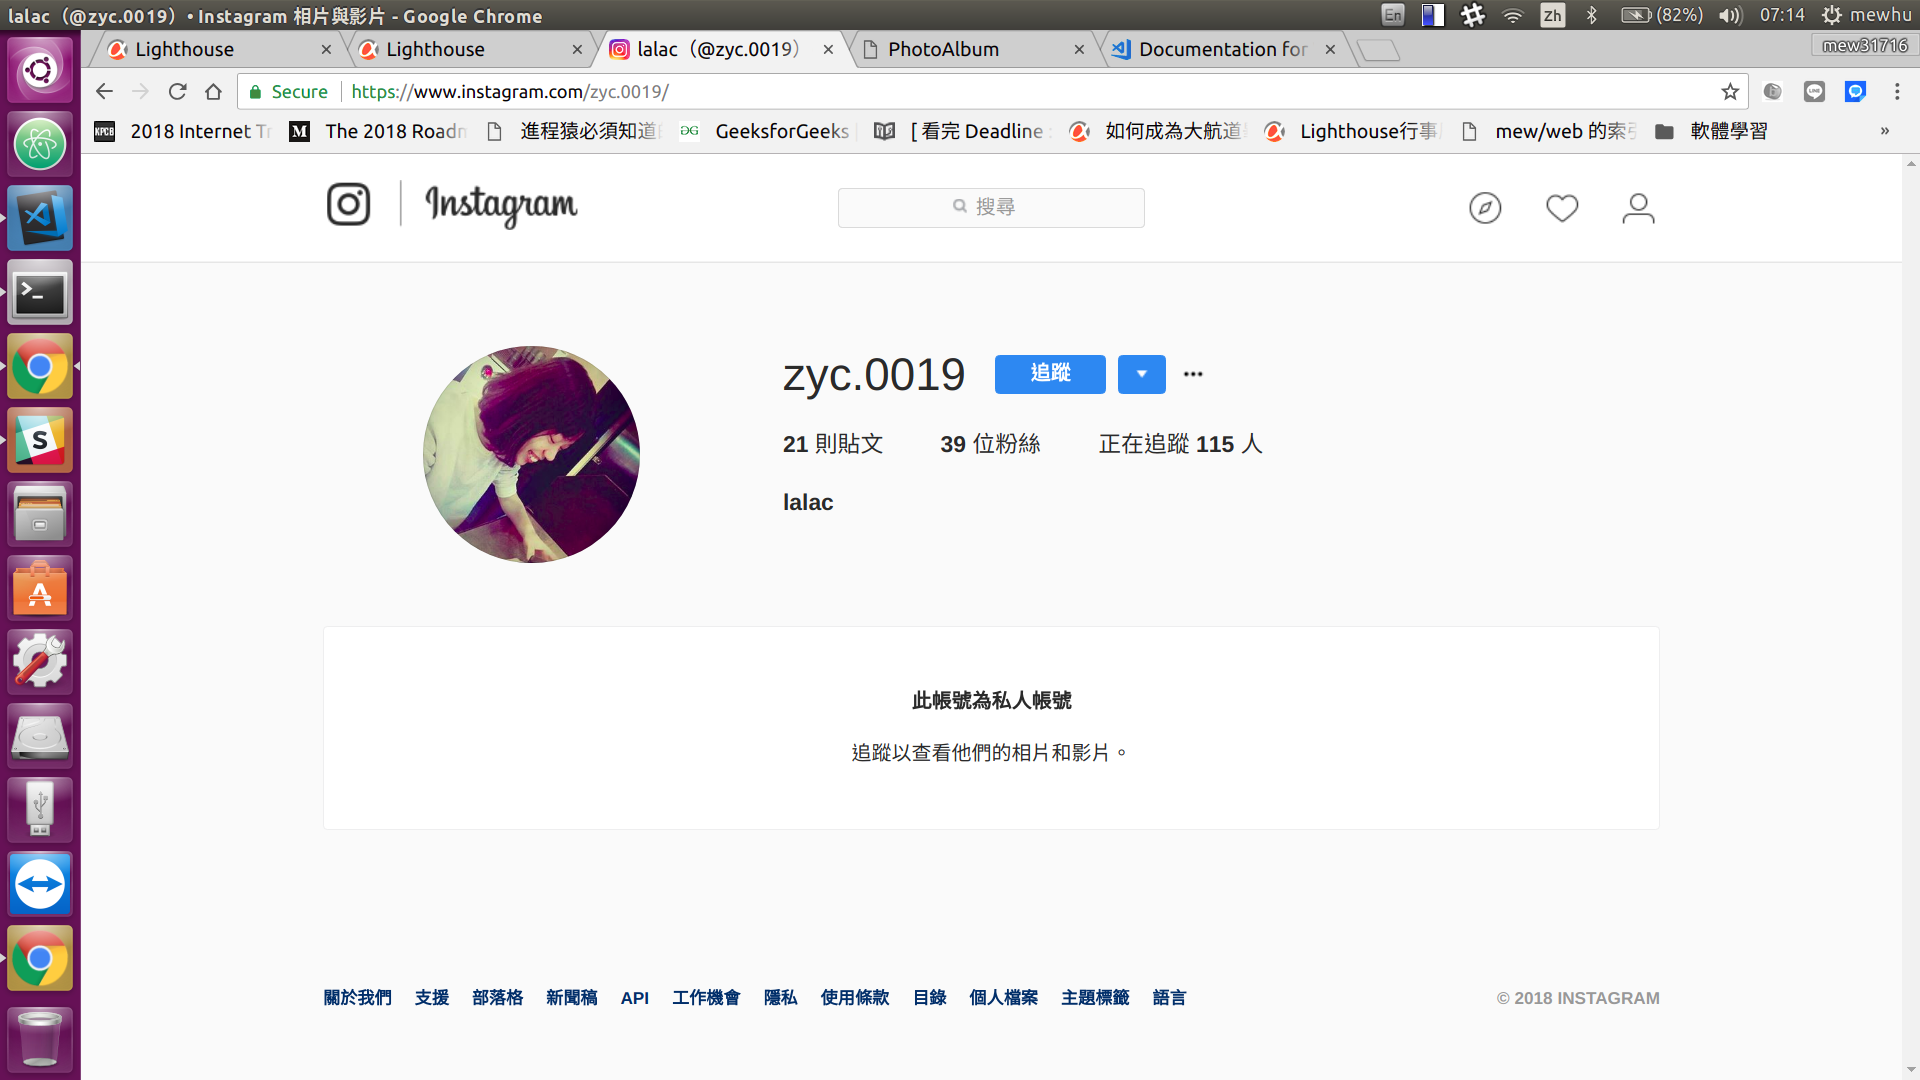 lalac（@zyc.0019）• Instagram 相片與影片 - Google Chrome
En zh (82%) 07:14 mewhu
Lighthouse Lighthouse lalac（@zyc.0019） PhotoAlbum Documentation for mew31716
Secure https://www.instagram.com/zyc.0019/
KPCB 2018 Internet Tr M The 2018 Roadm 進程猿必須知道 GeeksforGeeks [ 看完 Deadline 如何成為大航道 Lighthouse行事 mew/web 的索引 軟體學習 »
Instagram 搜尋
zyc.0019 追蹤
21 則貼文 39 位粉絲 正在追蹤 115 人
lalac
此帳號為私人帳號
追蹤以查看他們的相片和影片。
關於我們 支援 部落格 新聞稿 API 工作機會 隱私 使用條款 目錄 個人檔案 主題標籤 語言 © 2018 INSTAGRAM